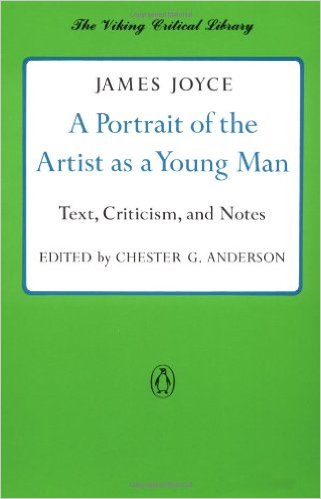 The Viking Critical Library
JAMES JOYCE
A Portrait of the
Artist as a Young Man
Text, Criticism, and Notes
EDITED by CHESTER G. ANDERSON